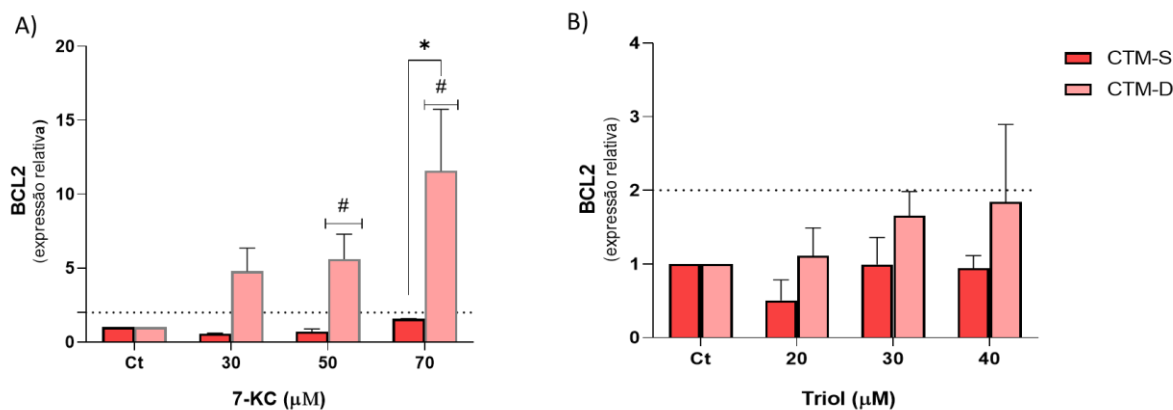 A)
20
15
10
5
0
BCL2
(expressão relativa)
*
#
#
Ct
30
50
70
7-KC (μM)
B)
4
3
2
1
0
BCL2
(expressão relativa)
Ct
20
30
40
Triol (μM)
CTM-S
CTM-D